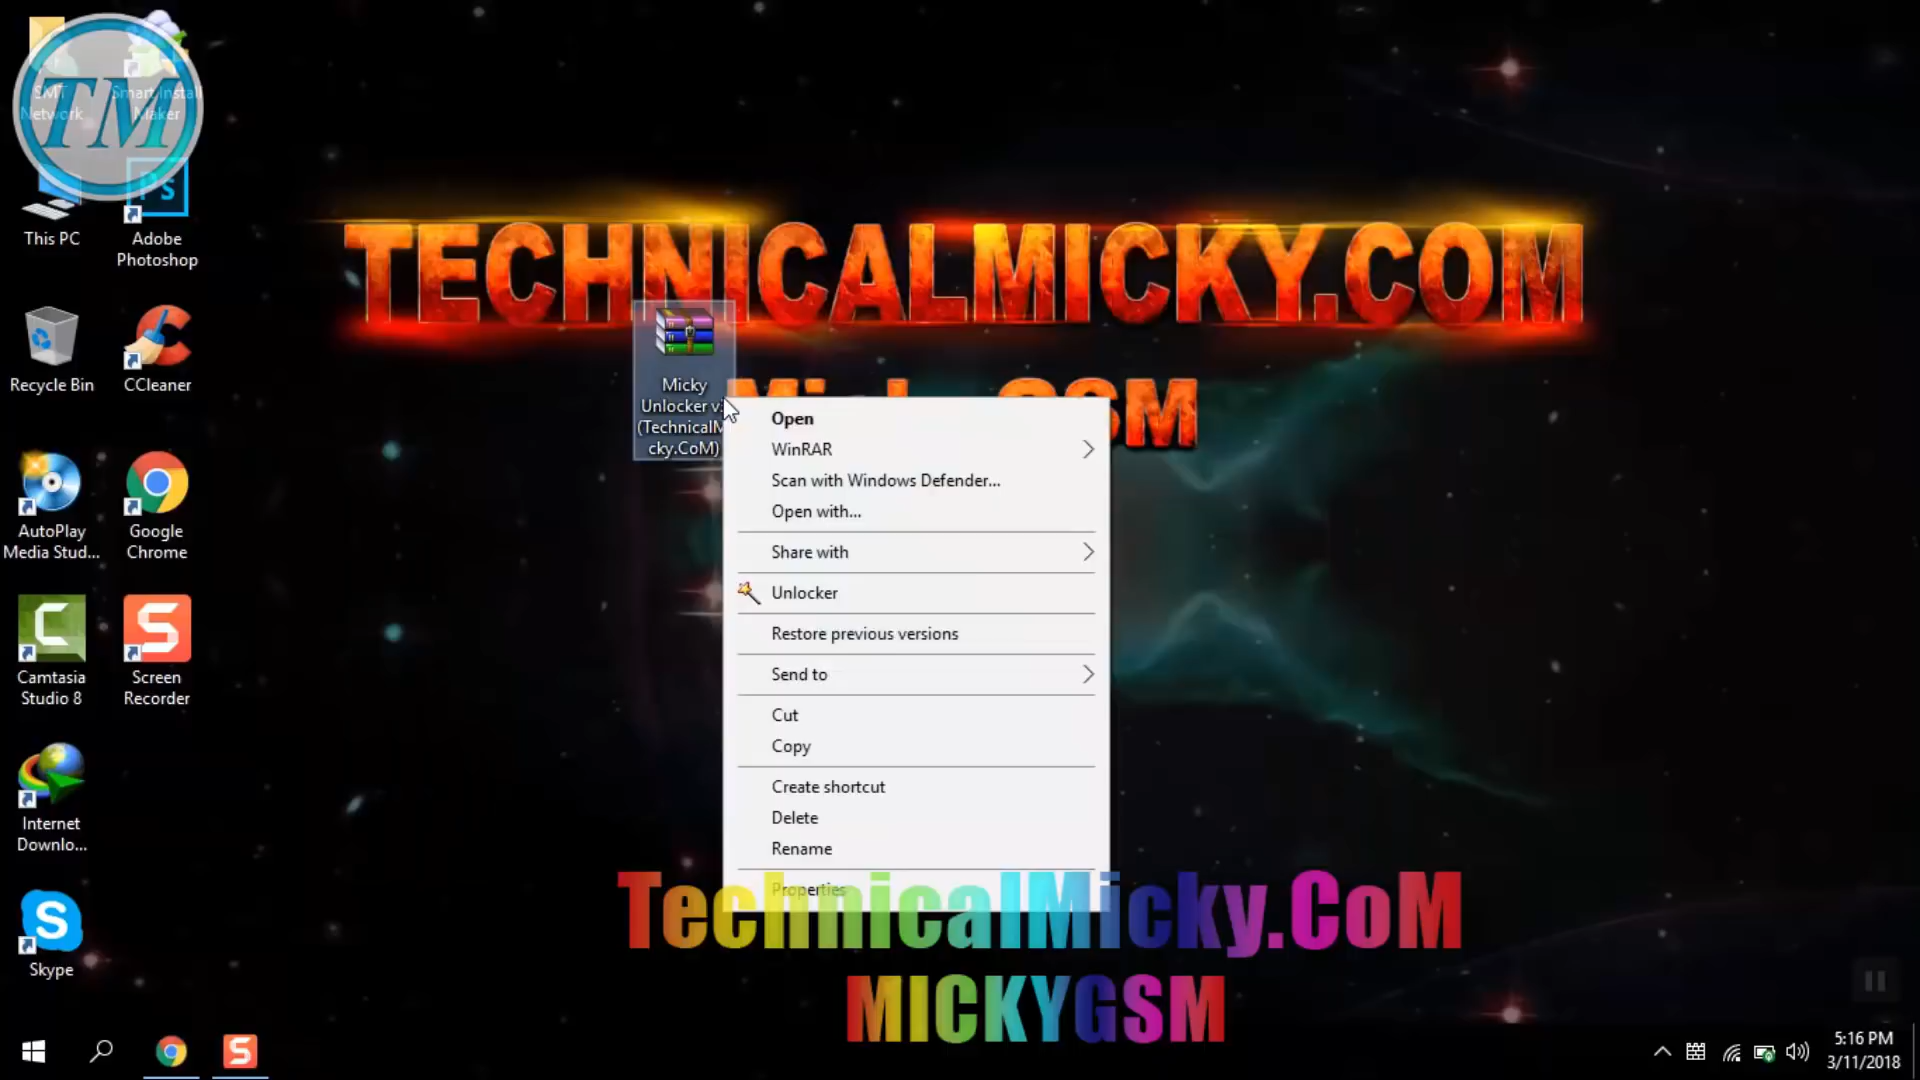 TM
SMT
Network
Smart Install
Maker
This PC
Ps
Adobe
Photoshop
Recycle Bin
CCleaner
AutoPlay
Media Stud...
Google
Chrome
Camtasia
Studio 8
Screen
Recorder
Internet
Downlo...
Skype
TECHNICALMICKY.COM
GSM
Micky
Unlocker
(TechnicalM
cky.CoM)
Open
WinRAR
Scan with Windows Defender...
Open with...
Share with
Unlocker
Restore previous versions
Send to
Cut
Copy
Create shortcut
Delete
Rename
Properties
TechnicalMicky.CoM
MICKYGSM
5:16 PM
3/11/2018